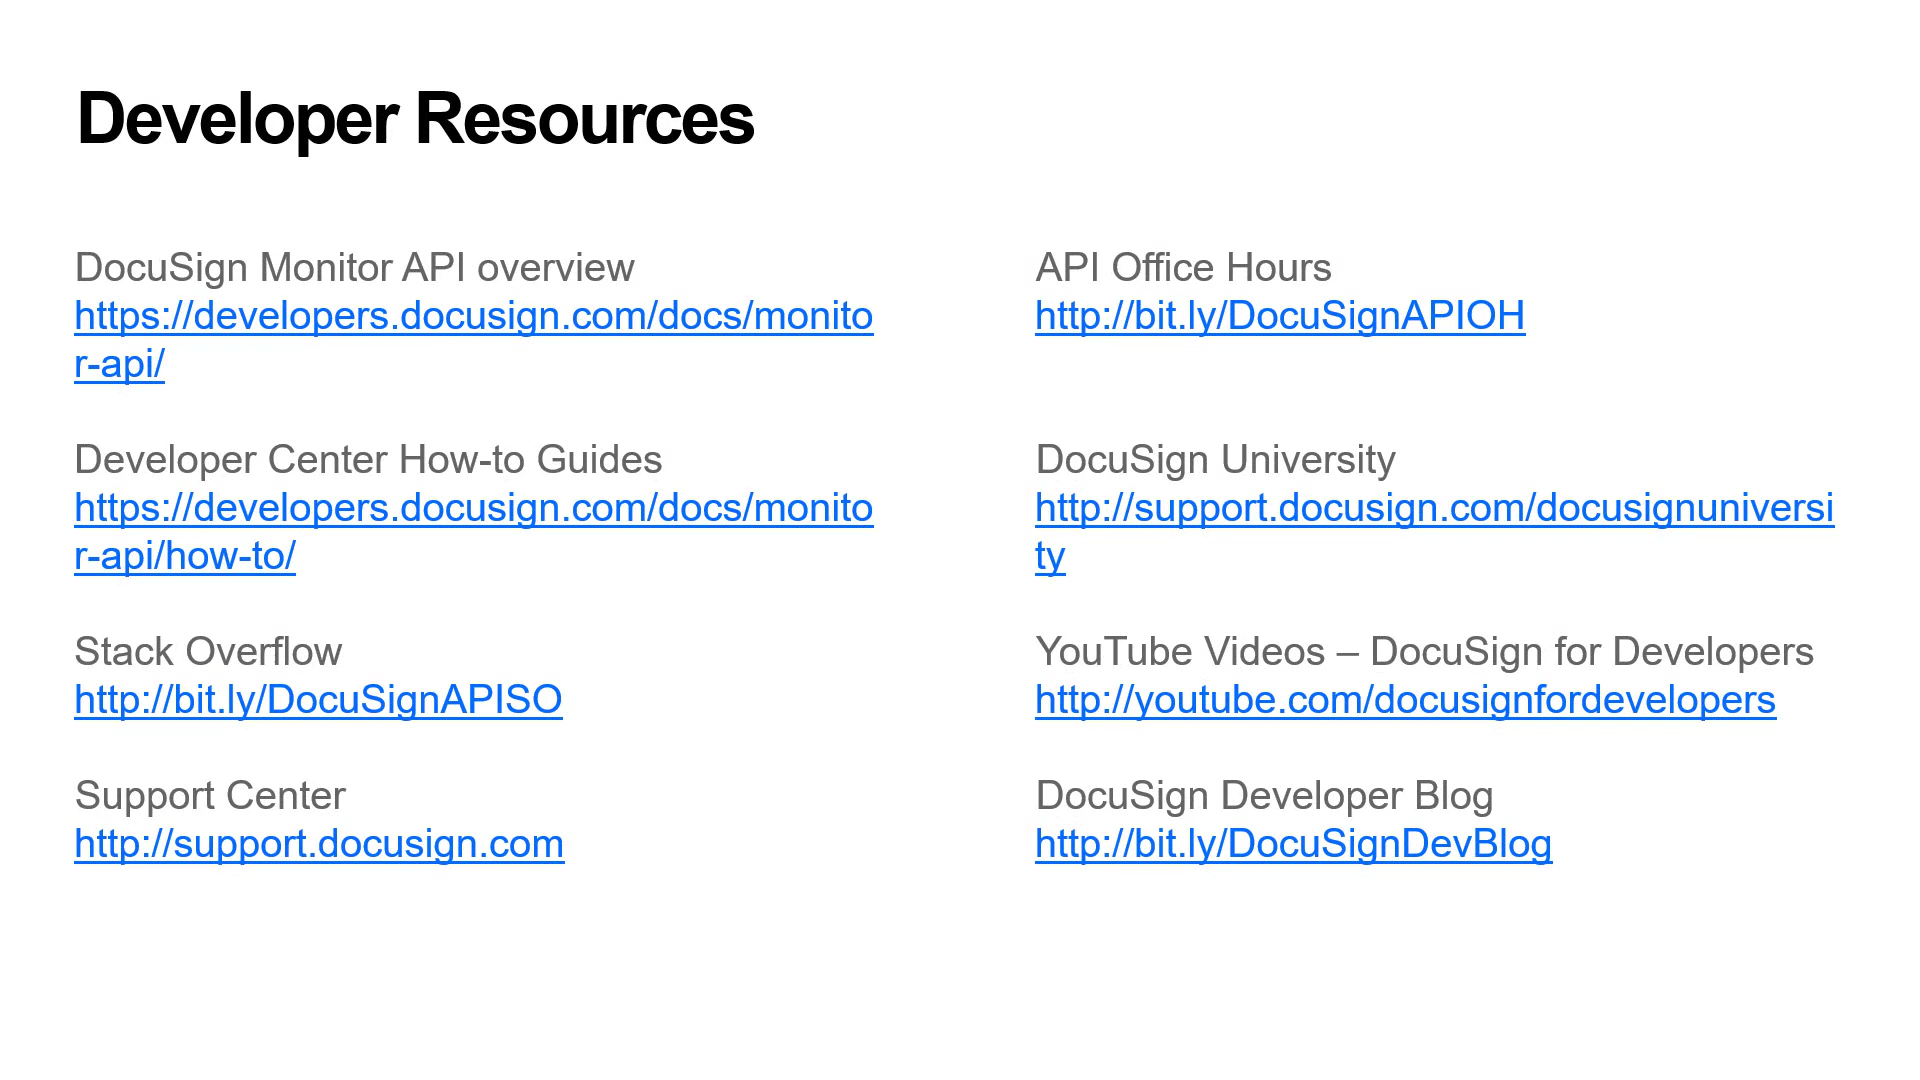 Developer Resources
DocuSign Monitor API overview
https://developers.docusign.com/docs/monito
r-api/
Developer Center How-to Guides
https://developers.docusign.com/docs/monito
r-api/how-to/
Stack Overflow
http://bit.ly/DocuSignAPISO
Support Center
http://support.docusign.com
API Office Hours
http://bit.ly/DocuSignAPIOH
DocuSign University
http://support.docusign.com/docusignuniversi
ty
YouTube Videos – DocuSign for Developers
http://youtube.com/docusignfordevelopers
DocuSign Developer Blog
http://bit.ly/DocuSignDevBlog